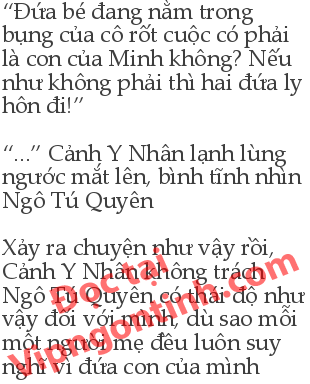 “Đứa bé đang nằm trong
bụng của cô rốt cuộc có phải
là con của Minh không? Nếu
như không phải thì hai đứa ly
hôn đi!”
“...” Cảnh Y Nhân lạnh lùng
ngước mắt lên, bình tĩnh nhìn
Ngô Tú Quyên
Xảy ra chuyện như vậy rồi,
Cảnh Y Nhân không trách
Ngô Tú Quyên có thái độ như
vậy đối với mình, dù sao mỗi
một người mẹ đều luôn suy
nghĩ vì đứa con của mình
Đọc tại
Vipngontinh.com